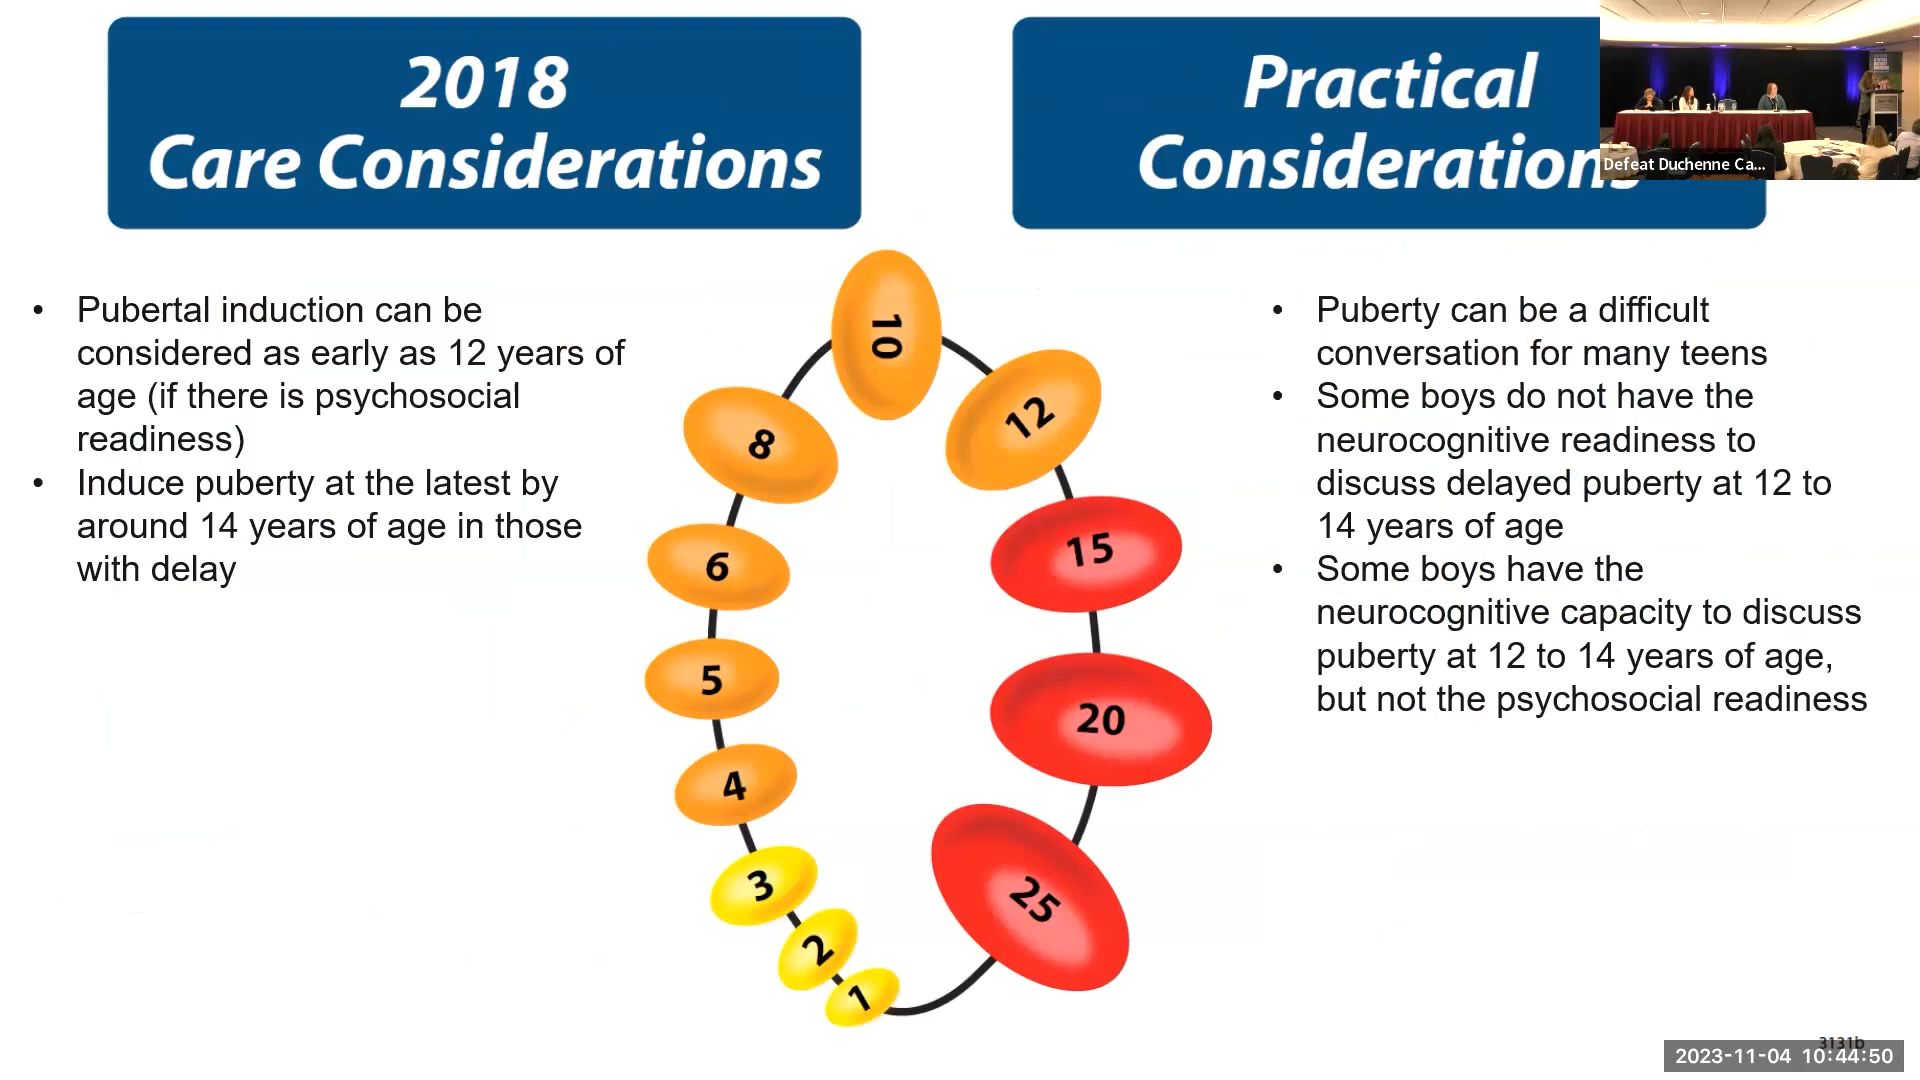 2018
Care Considerations
Practical
Considerations
Defeat Duchenne Ca...
• Pubertal induction can be
considered as early as 12 years of
age (if there is psychosocial
readiness)
• Induce puberty at the latest by
around 14 years of age in those
with delay
10
12
8
15
6
5
20
4
3
25
2
1
• Puberty can be a difficult
conversation for many teens
• Some boys do not have the
neurocognitive readiness to
discuss delayed puberty at 12 to
14 years of age
• Some boys have the
neurocognitive capacity to discuss
puberty at 12 to 14 years of age,
but not the psychosocial readiness
3131b
2023-11-04 10:44:50